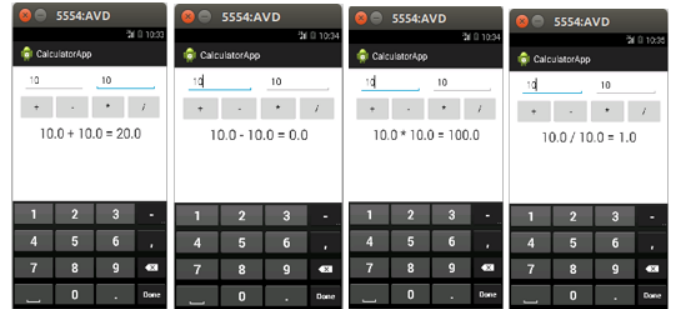 5554:AVD
10:33
CalculatorApp
10 10
+ - * /
10.0 + 10.0 = 20.0
1 2 3 -
4 5 6 ,
7 8 9
0 . Done
5554:AVD
10:34
CalculatorApp
10 10
+ - * /
10.0 - 10.0 = 0.0
1 2 3 -
4 5 6 ,
7 8 9
0 . Done
5554:AVD
10:34
CalculatorApp
10 10
+ - * /
10.0 * 10.0 = 100.0
1 2 3 -
4 5 6 ,
7 8 9
0 . Done
5554:AVD
10:35
CalculatorApp
10 10
+ - * /
10.0 / 10.0 = 1.0
1 2 3 -
4 5 6 ,
7 8 9
0 . Done